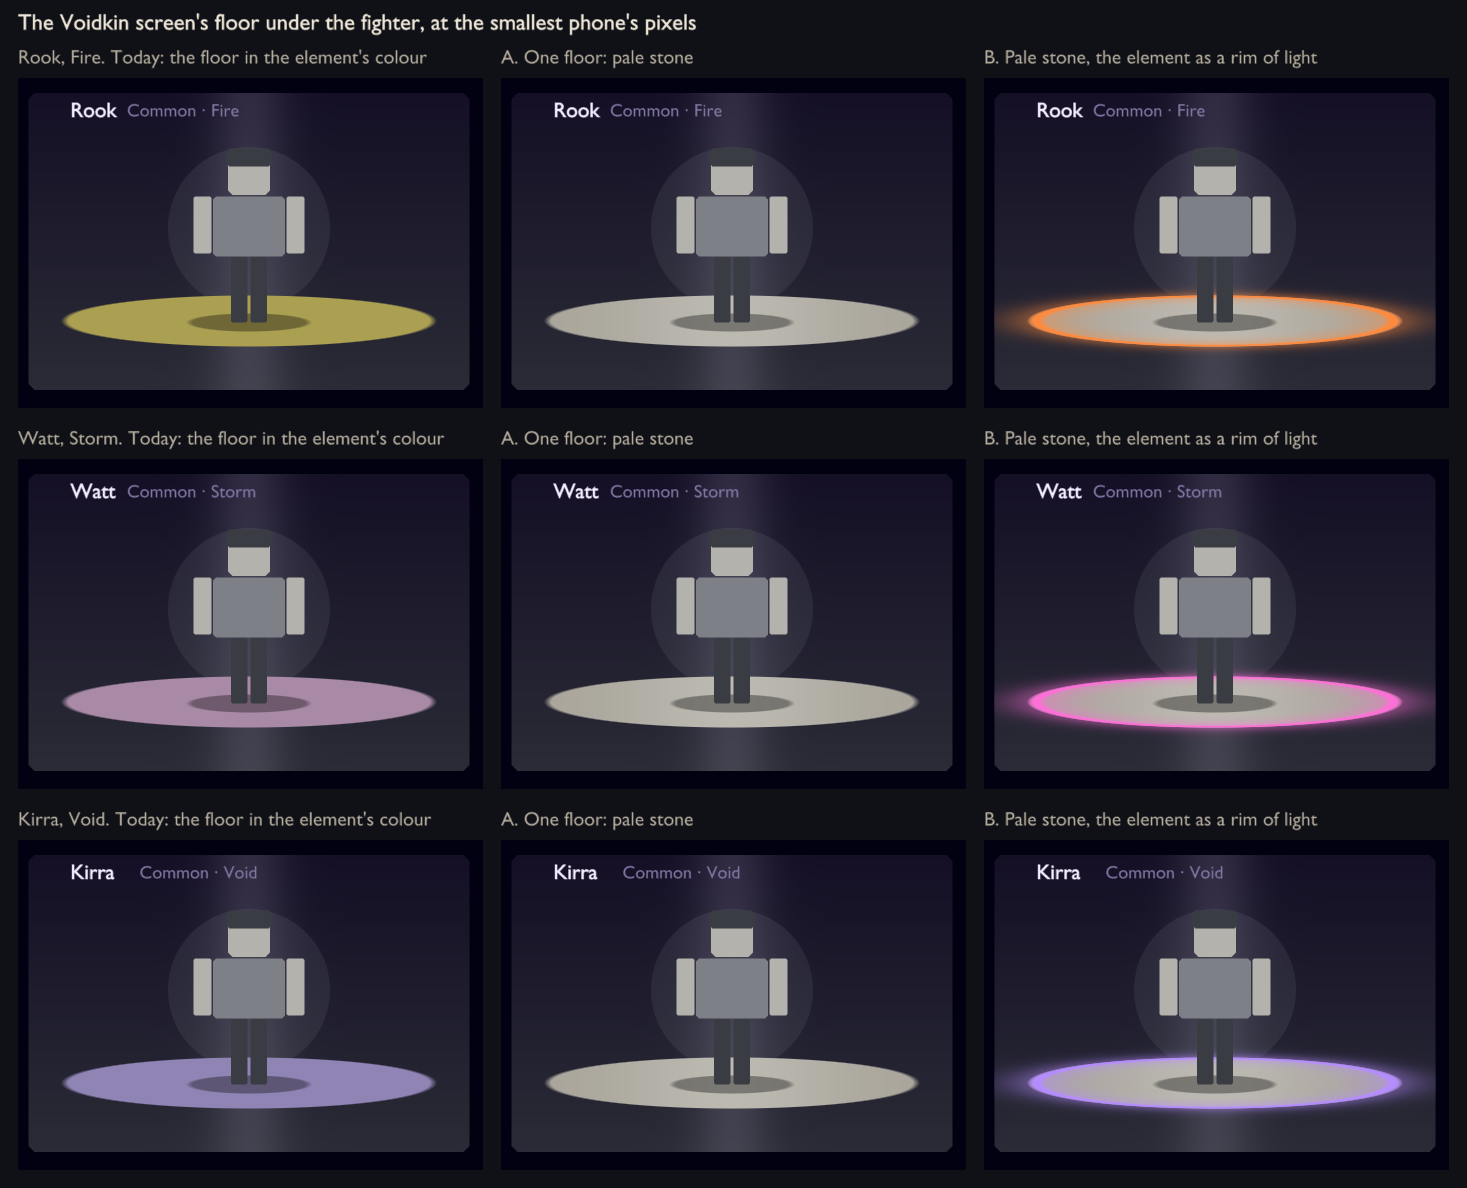 The Voidkin screen's floor under the fighter, at the smallest phone's pixels
Rook, Fire. Today: the floor in the element's colour
A. One floor: pale stone
B. Pale stone, the element as a rim of light
Rook Common · Fire
Rook Common · Fire
Rook Common · Fire
Watt, Storm. Today: the floor in the element's colour
A. One floor: pale stone
B. Pale stone, the element as a rim of light
Watt Common · Storm
Watt Common · Storm
Watt Common · Storm
Kirra, Void. Today: the floor in the element's colour
A. One floor: pale stone
B. Pale stone, the element as a rim of light
Kirra Common · Void
Kirra Common · Void
Kirra Common · Void